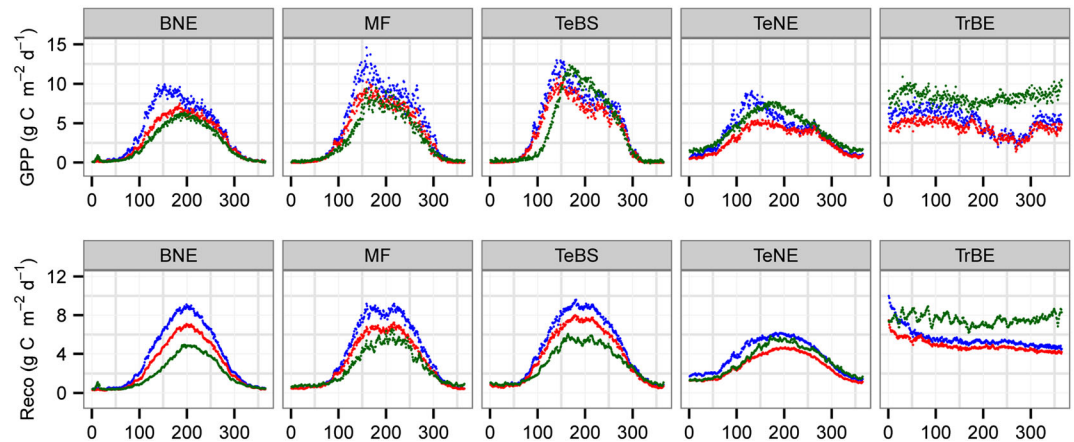 BNE MF TeBS TeNE TrBE
GPP (g C m⁻² d⁻¹)
15
10
5
0
0 100 200 300 0 100 200 300 0 100 200 300 0 100 200 300 0 100 200 300
BNE MF TeBS TeNE TrBE
Reco (g C m⁻² d⁻¹)
12
8
4
0
0 100 200 300 0 100 200 300 0 100 200 300 0 100 200 300 0 100 200 300